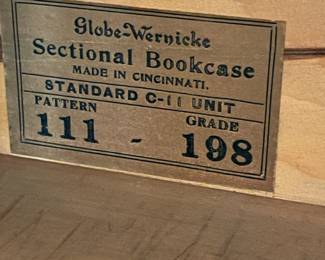 Globe-Wernicke
Sectional Bookcase
MADE IN CINCINNATI.
STANDARD C-11 UNIT
PATTERN GRADE
111 - 198